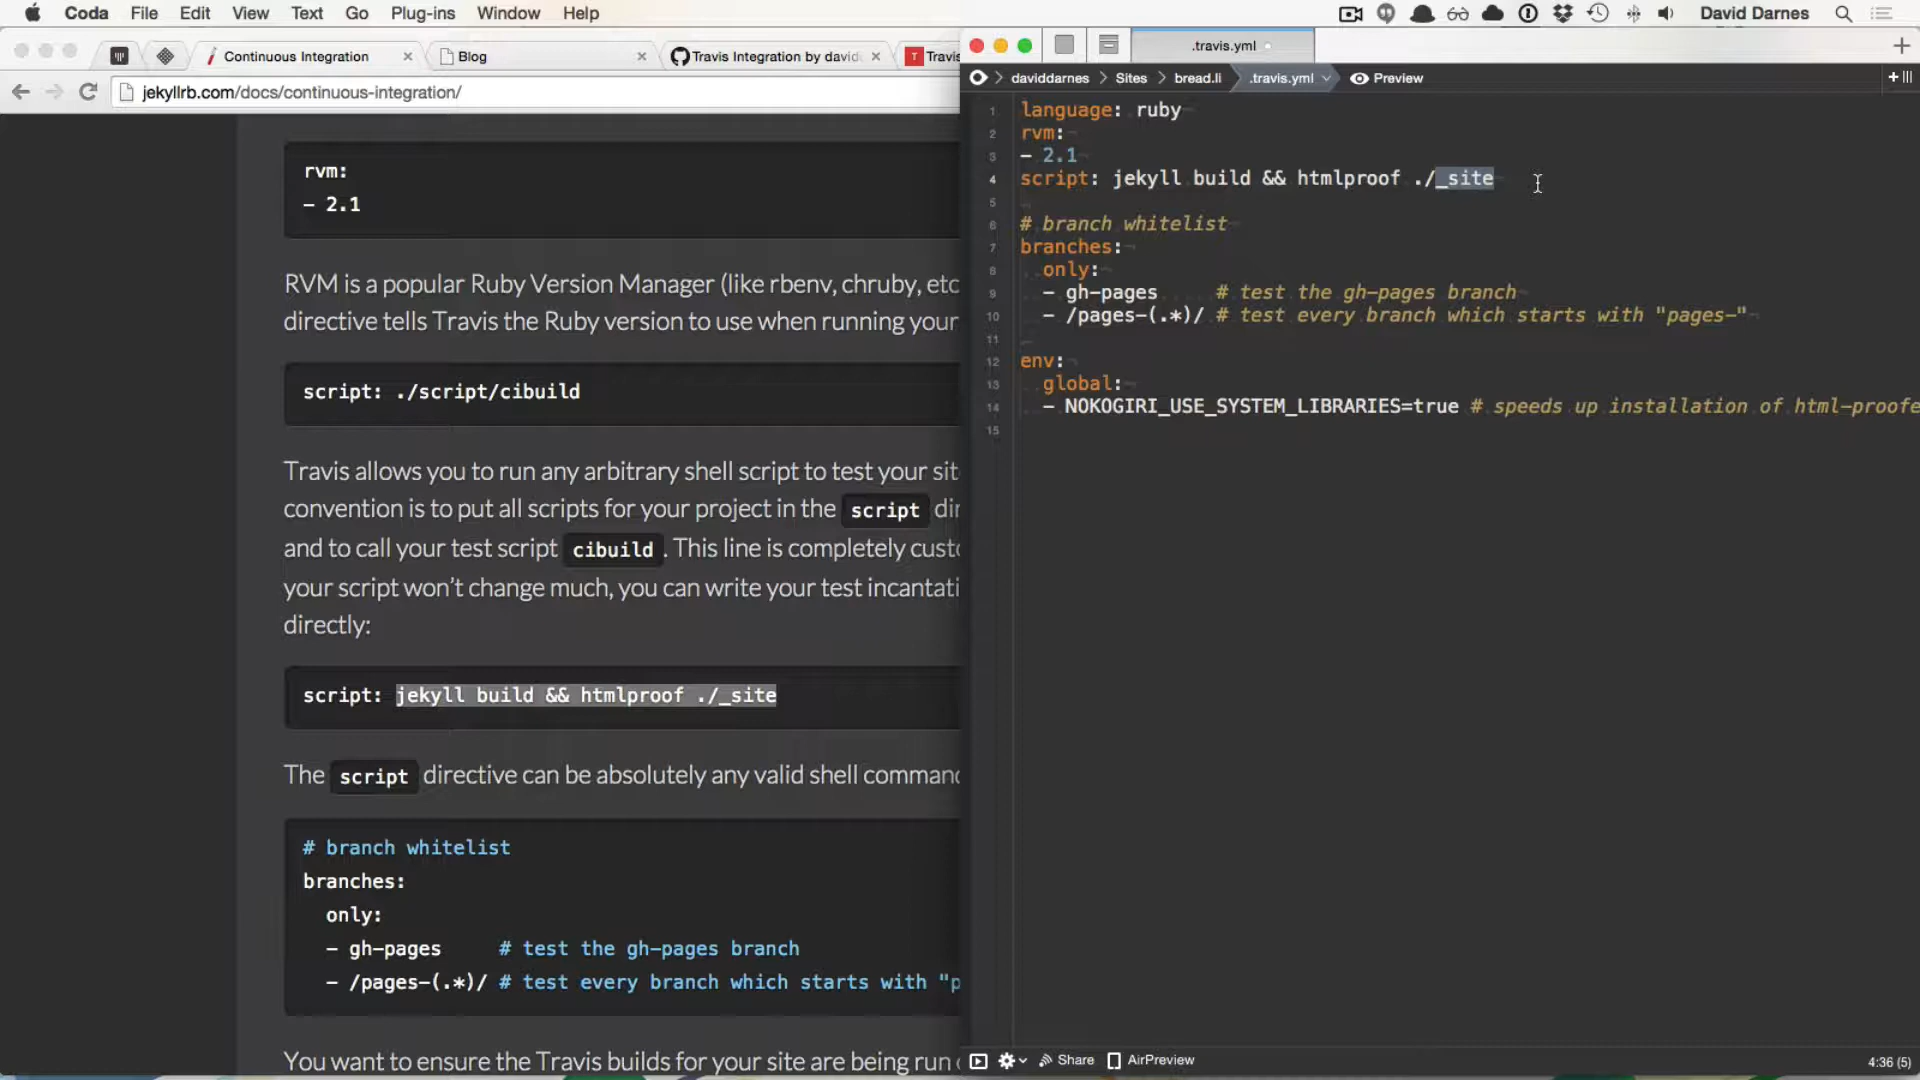 Coda File Edit View Text Go Plug-ins Window Help David Darnes
Continuous Integration Blog Travis Integration by david Travis
jekyllrb.com/docs/continuous-integration/
rvm:
- 2.1
RVM is a popular Ruby Version Manager (like rbenv, chruby, etc
directive tells Travis the Ruby version to use when running your
script: ./script/cibuild
Travis allows you to run any arbitrary shell script to test your sit
convention is to put all scripts for your project in the script dir
and to call your test script cibuild. This line is completely custo
your script won't change much, you can write your test incantati
directly:
script: jekyll build && htmlproof ./_site
The script directive can be absolutely any valid shell command
# branch whitelist
branches:
only:
- gh-pages # test the gh-pages branch
- /pages-(.*)/ # test every branch which starts with "p
You want to ensure the Travis builds for your site are being run o
.travis.yml
daviddarnes Sites bread.li .travis.yml Preview
1 language: ruby
2 rvm:
3 - 2.1
4 script: jekyll build && htmlproof ./_site
5
6 # branch whitelist
7 branches:
8 only:
9 - gh-pages # test the gh-pages branch
10 - /pages-(.*)/ # test every branch which starts with "pages-"
11
12 env:
13 global:
14 - NOKOGIRI_USE_SYSTEM_LIBRARIES=true # speeds up installation of html-proofe
15
Share AirPreview 4:36 (5)